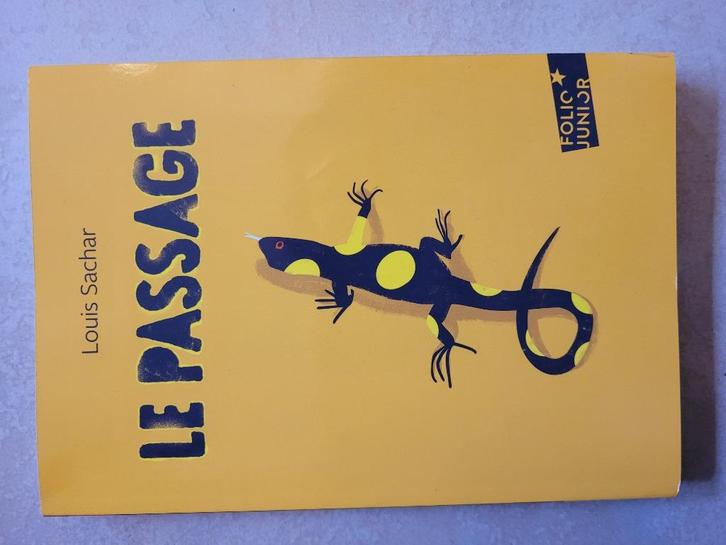 Louis Sachar
LE PASSAGE
FOLIO
JUNIOR